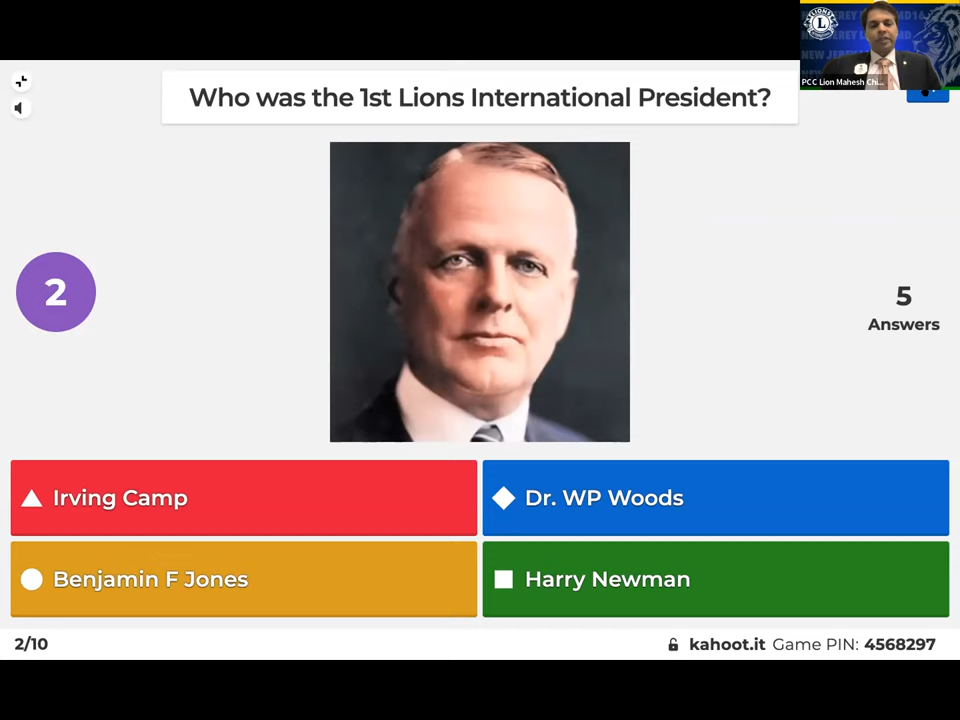 Who was the 1st Lions International President?
PCC Lion Mahesh Chi...
2
5
Answers
Irving Camp
Dr. WP Woods
Benjamin F Jones
Harry Newman
2/10
kahoot.it Game PIN: 4568297